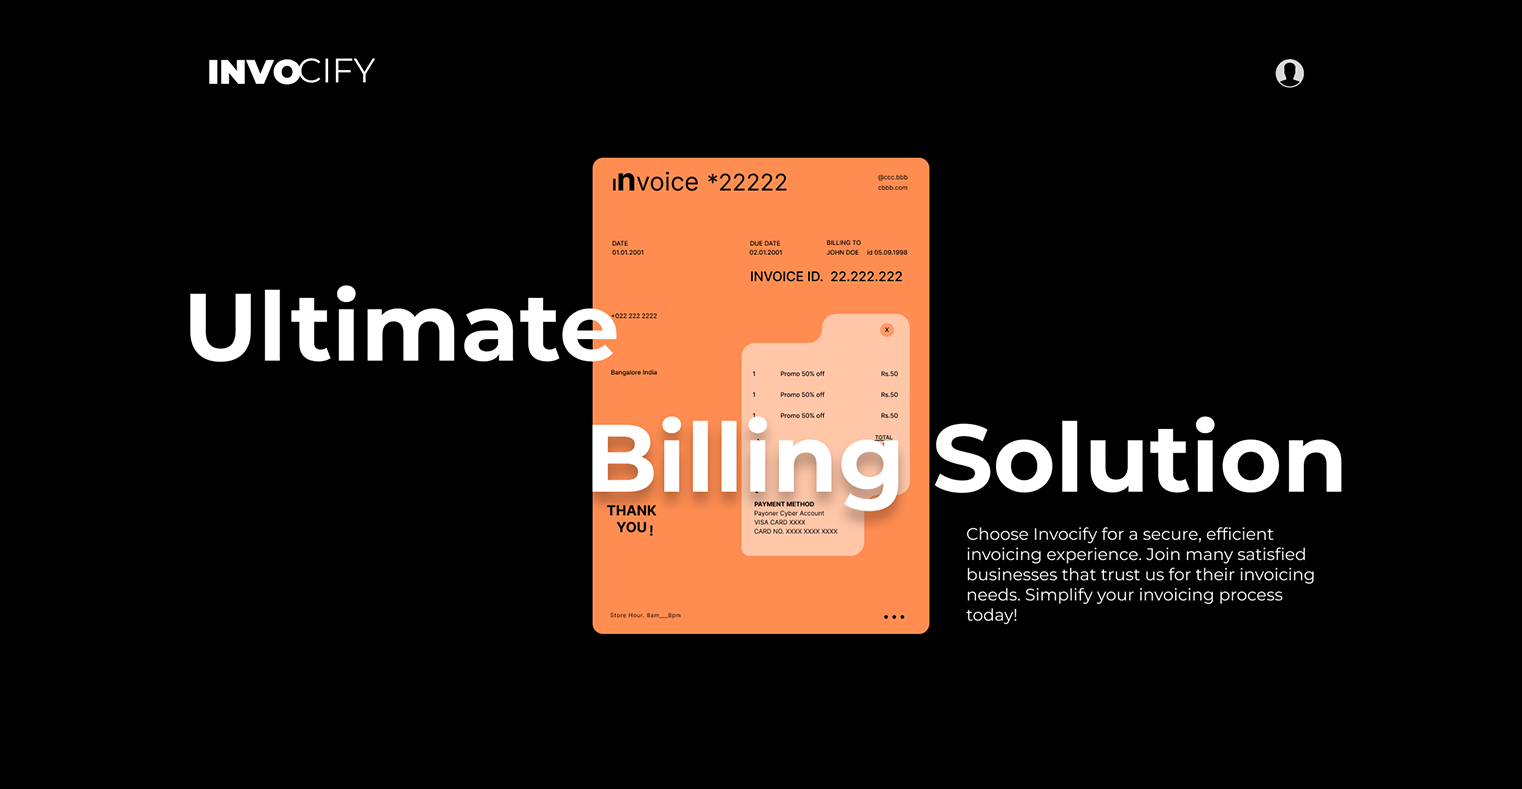 INVOCIFY
invoice *22222
@ccc.bbb
cbbb.com
DATE
01.01.2001
DUE DATE
02.01.2001
BILLING TO
JOHN DOE id 05.09.1998
INVOICE ID. 22.222.222
Ultimate
+022 222 2222
X
Bangalore India
1 Promo 50% off Rs.50
1 Promo 50% off Rs.50
1 Promo 50% off Rs.50
TOTAL
Billing Solution
THANK
YOU !
PAYMENT METHOD
Payoner Cyber Account
VISA CARD XXXX
CARD NO. XXXX XXXX XXXX
Choose Invocify for a secure, efficient
invoicing experience. Join many satisfied
businesses that trust us for their invoicing
needs. Simplify your invoicing process
today!
Store Hour. 8am___8pm